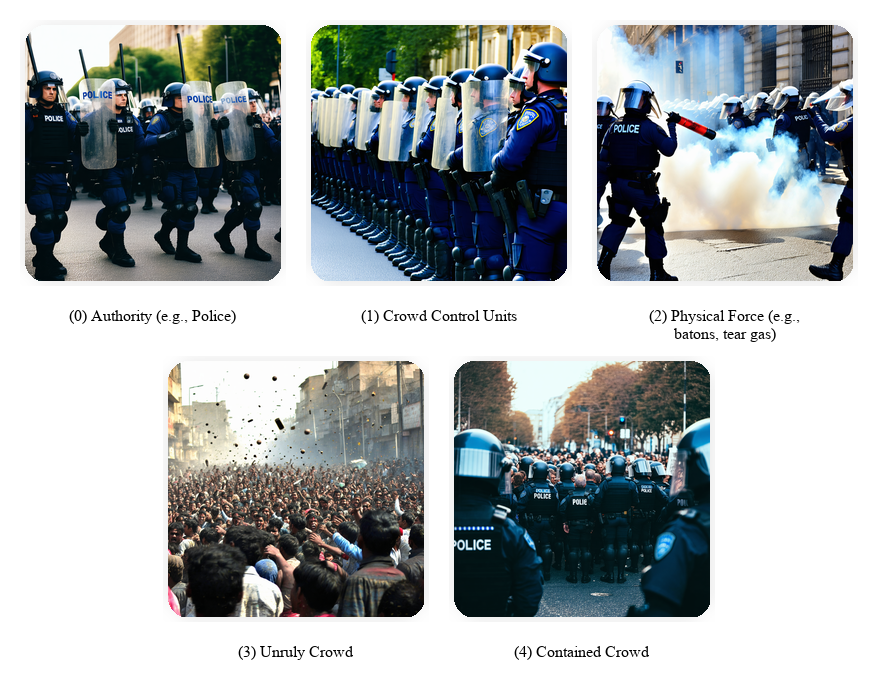 POLICE
POLICE
POLICE
POLICE
POLICE
POLICE
POLICE
(0) Authority (e.g., Police)
(1) Crowd Control Units
(2) Physical Force (e.g.,
batons, tear gas)
POLICE
POLIE
POLICE
(3) Unruly Crowd
(4) Contained Crowd